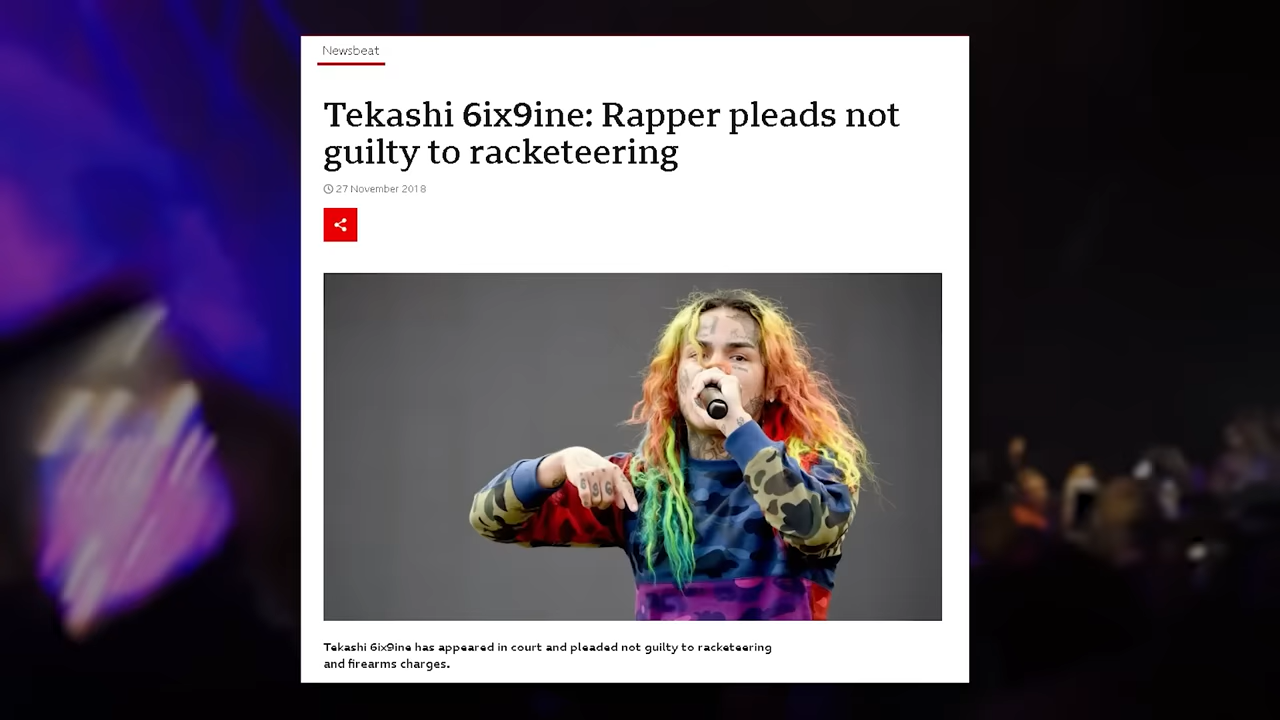 Newsbeat
Tekashi 6ix9ine: Rapper pleads not
guilty to racketeering
27 November 2018
696
Tekashi 6ix9ine has appeared in court and pleaded not guilty to racketeering
and firearms charges.